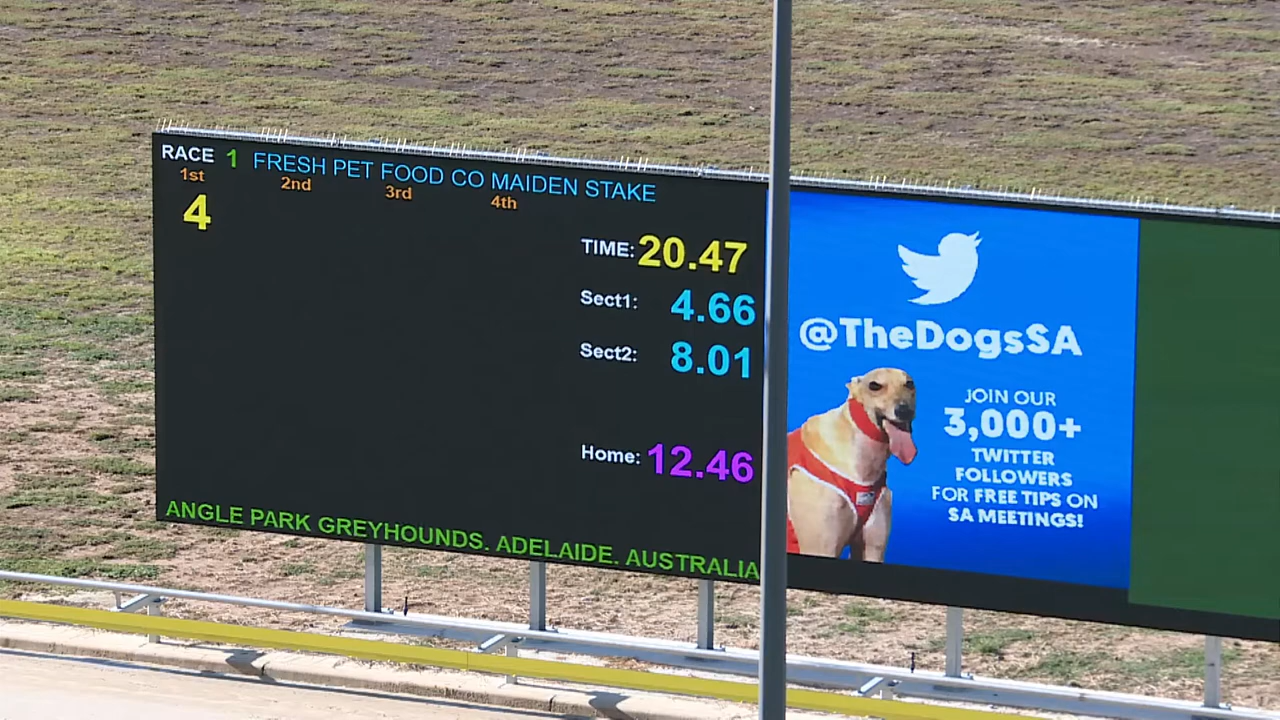 RACE 1 FRESH PET FOOD CO MAIDEN STAKE
1st 2nd 3rd 4th
4
TIME: 20.47
Sect1: 4.66
Sect2: 8.01
Home: 12.46
ANGLE PARK GREYHOUNDS. ADELAIDE. AUSTRALIA
@TheDogsSA
JOIN OUR
3,000+
TWITTER
FOLLOWERS
FOR FREE TIPS ON
SA MEETINGS!